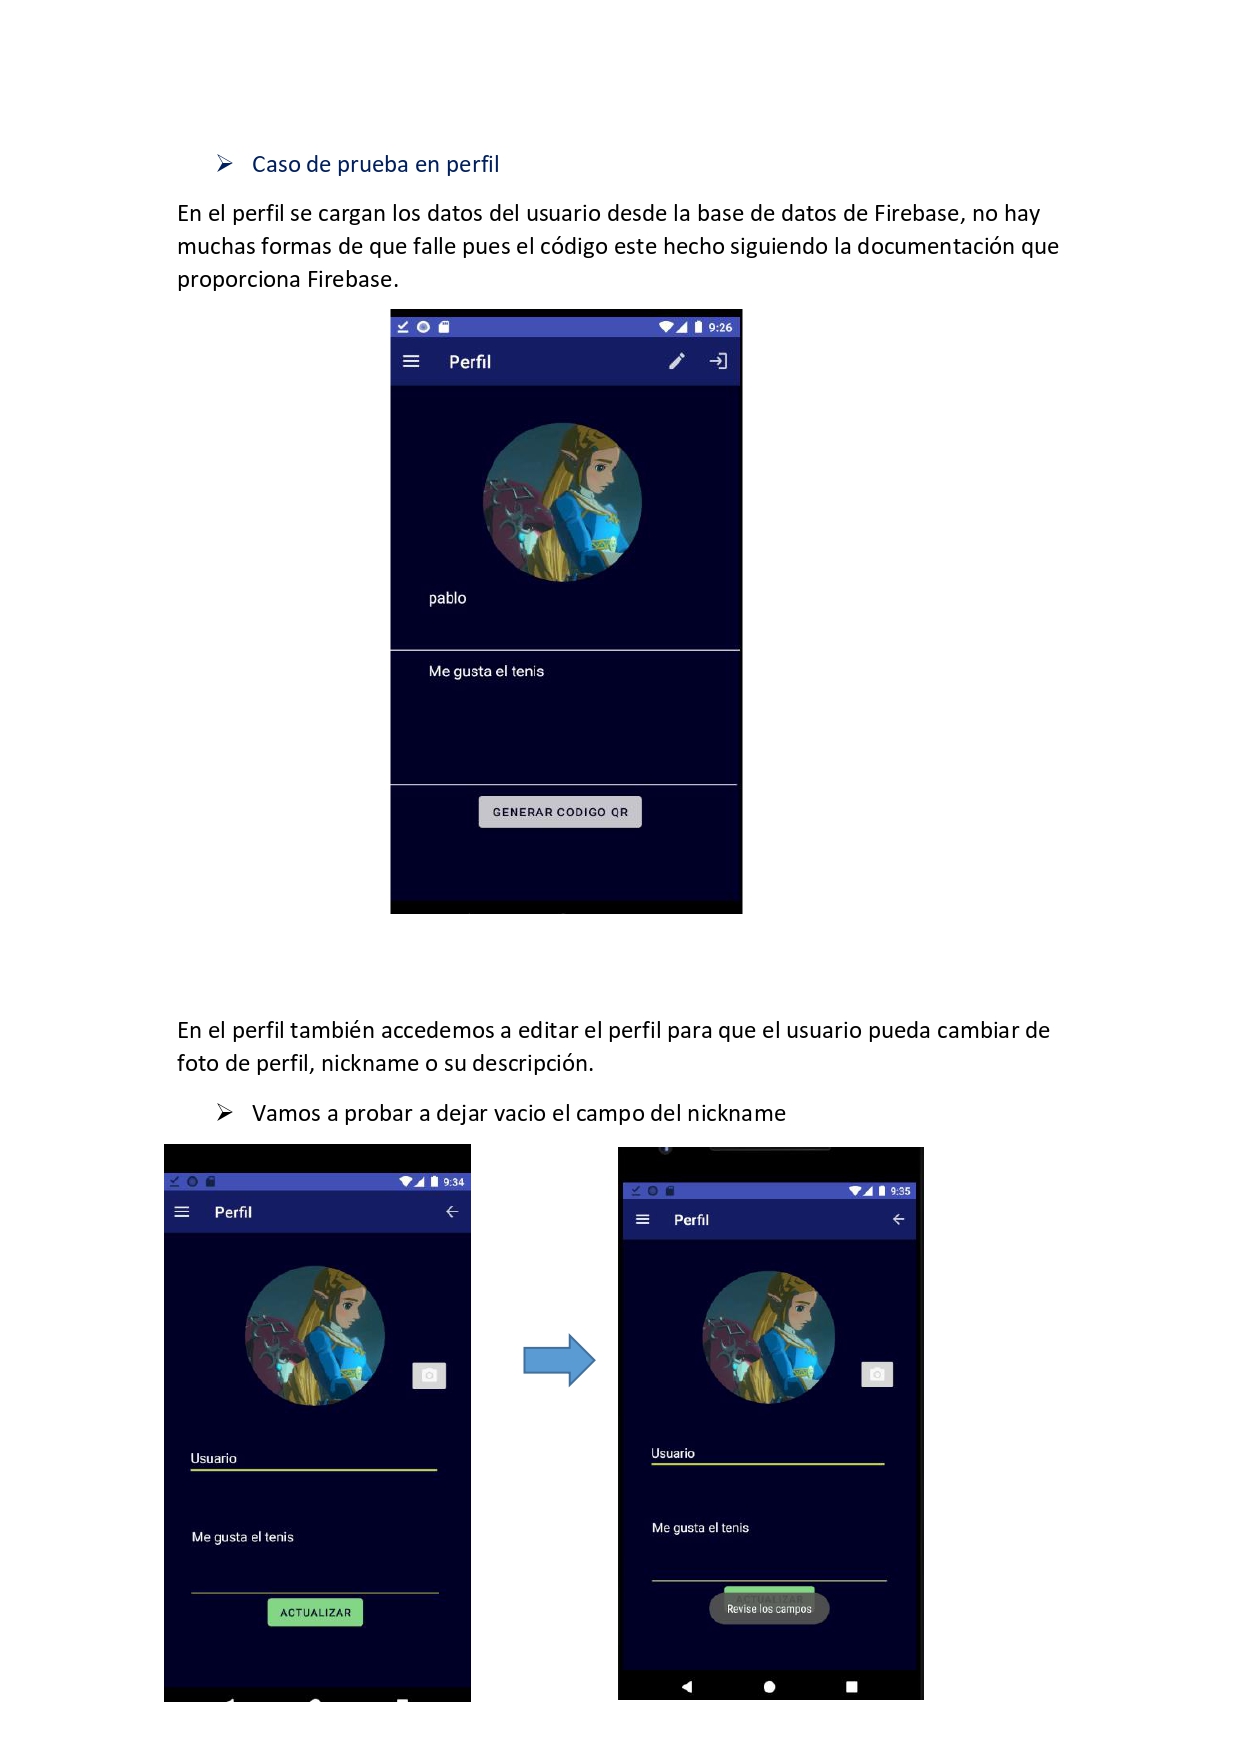 Caso de prueba en perfil
En el perfil se cargan los datos del usuario desde la base de datos de Firebase, no hay
muchas formas de que falle pues el código este hecho siguiendo la documentación que
proporciona Firebase.
9:26
Perfil
pablo
Me gusta el tenis
GENERAR CODIGO QR
En el perfil también accedemos a editar el perfil para que el usuario pueda cambiar de
foto de perfil, nickname o su descripción.
Vamos a probar a dejar vacio el campo del nickname
9:34
Perfil
Usuario
Me gusta el tenis
ACTUALIZAR
9:35
Perfil
Usuario
Me gusta el tenis
ACTUALIZAR
Revise los campos